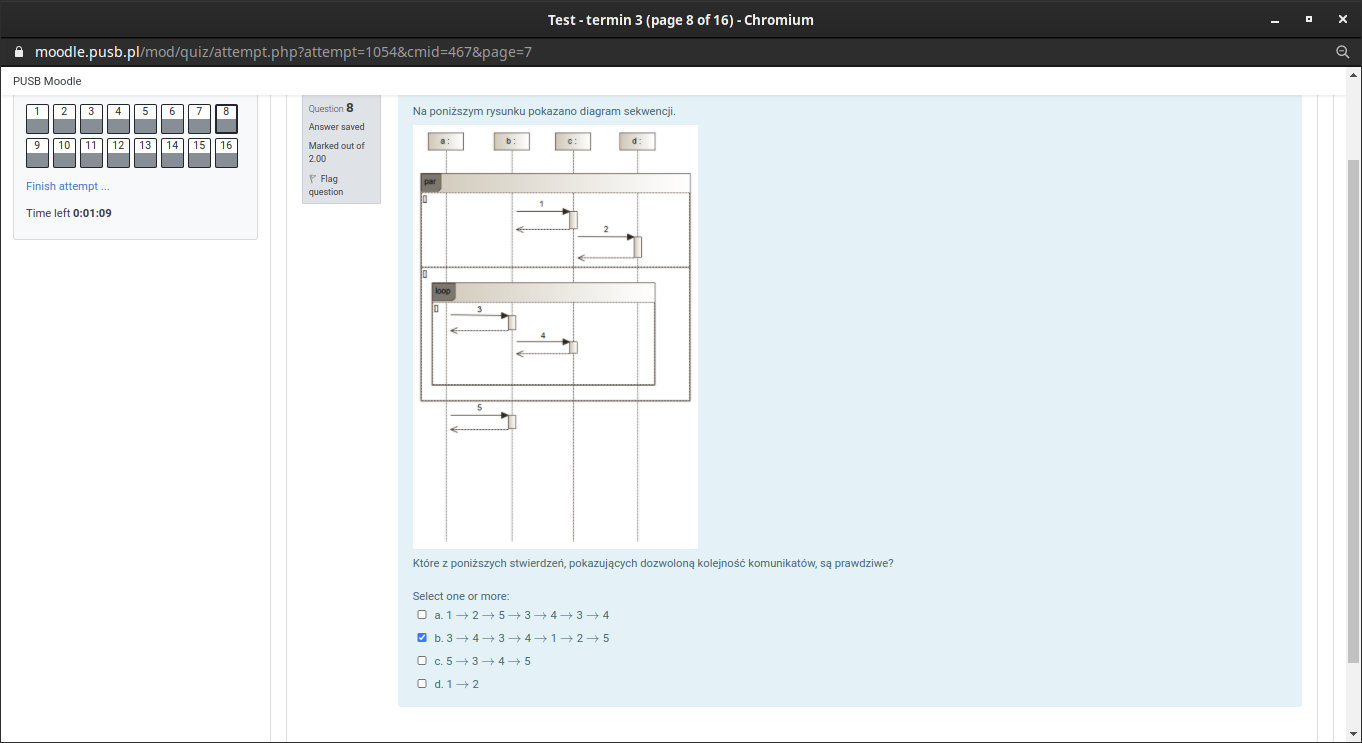 Test - termin 3 (page 8 of 16) - Chromium
moodle.pusb.pl/mod/quiz/attempt.php?attempt=1054&cmid=467&page=7
PUSB Moodle
1 2 3 4 5 6 7 8
9 10 11 12 13 14 15 16
Finish attempt ...
Time left 0:01:09
Question 8
Answer saved
Marked out of
2.00
Flag
question
Na poniższym rysunku pokazano diagram sekwencji.
a : b : c : d :
par
[]
1
2
[]
loop
[]
3
4
5
Które z poniższych stwierdzeń, pokazujących dozwoloną kolejność komunikatów, są prawdziwe?
Select one or more:
a. 1 → 2 → 5 → 3 → 4 → 3 → 4
b. 3 → 4 → 3 → 4 → 1 → 2 → 5
c. 5 → 3 → 4 → 5
d. 1 → 2